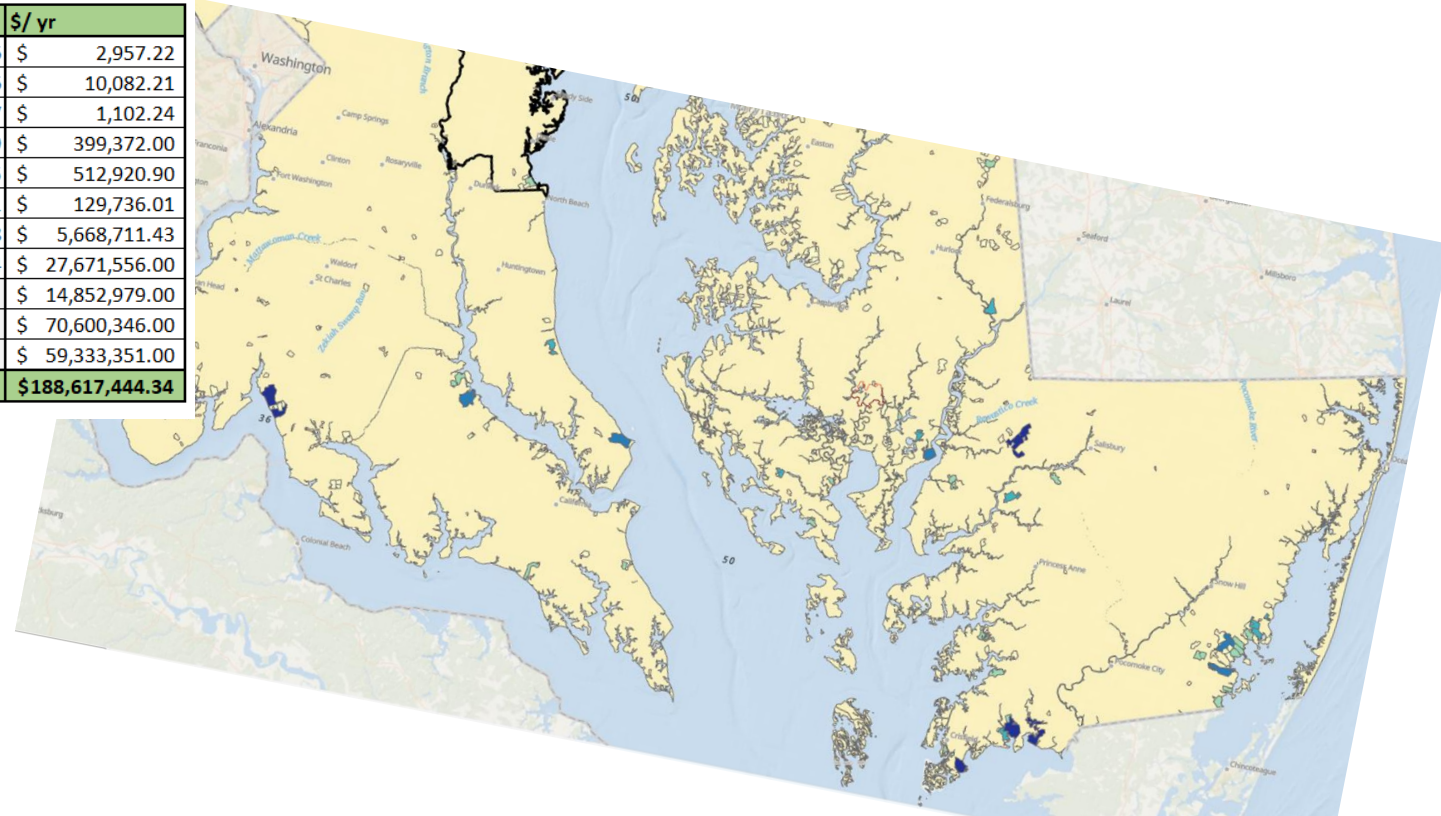 $/ yr
$ 2,957.22
$ 10,082.21
$ 1,102.24
$ 399,372.00
$ 512,920.90
$ 129,736.01
$ 5,668,711.43
$ 27,671,556.00
$ 14,852,979.00
$ 70,600,346.00
$ 59,333,351.00
$188,617,444.34
Washington
Camp Springs
Alexandria
Clinton
Rosaryville
Port Washington
North Beach
Mattawoman Creek
Waldorf
St Charles
Zekiah Swamp Run
Huntingtown
Easton
Federalsburg
Hurlock
Seaford
Millsboro
Laurel
36
Salisbury
Colonial Beach
50
Princess Anne
Snow Hill
Pocomoke City
Crisfield
Chincoteague